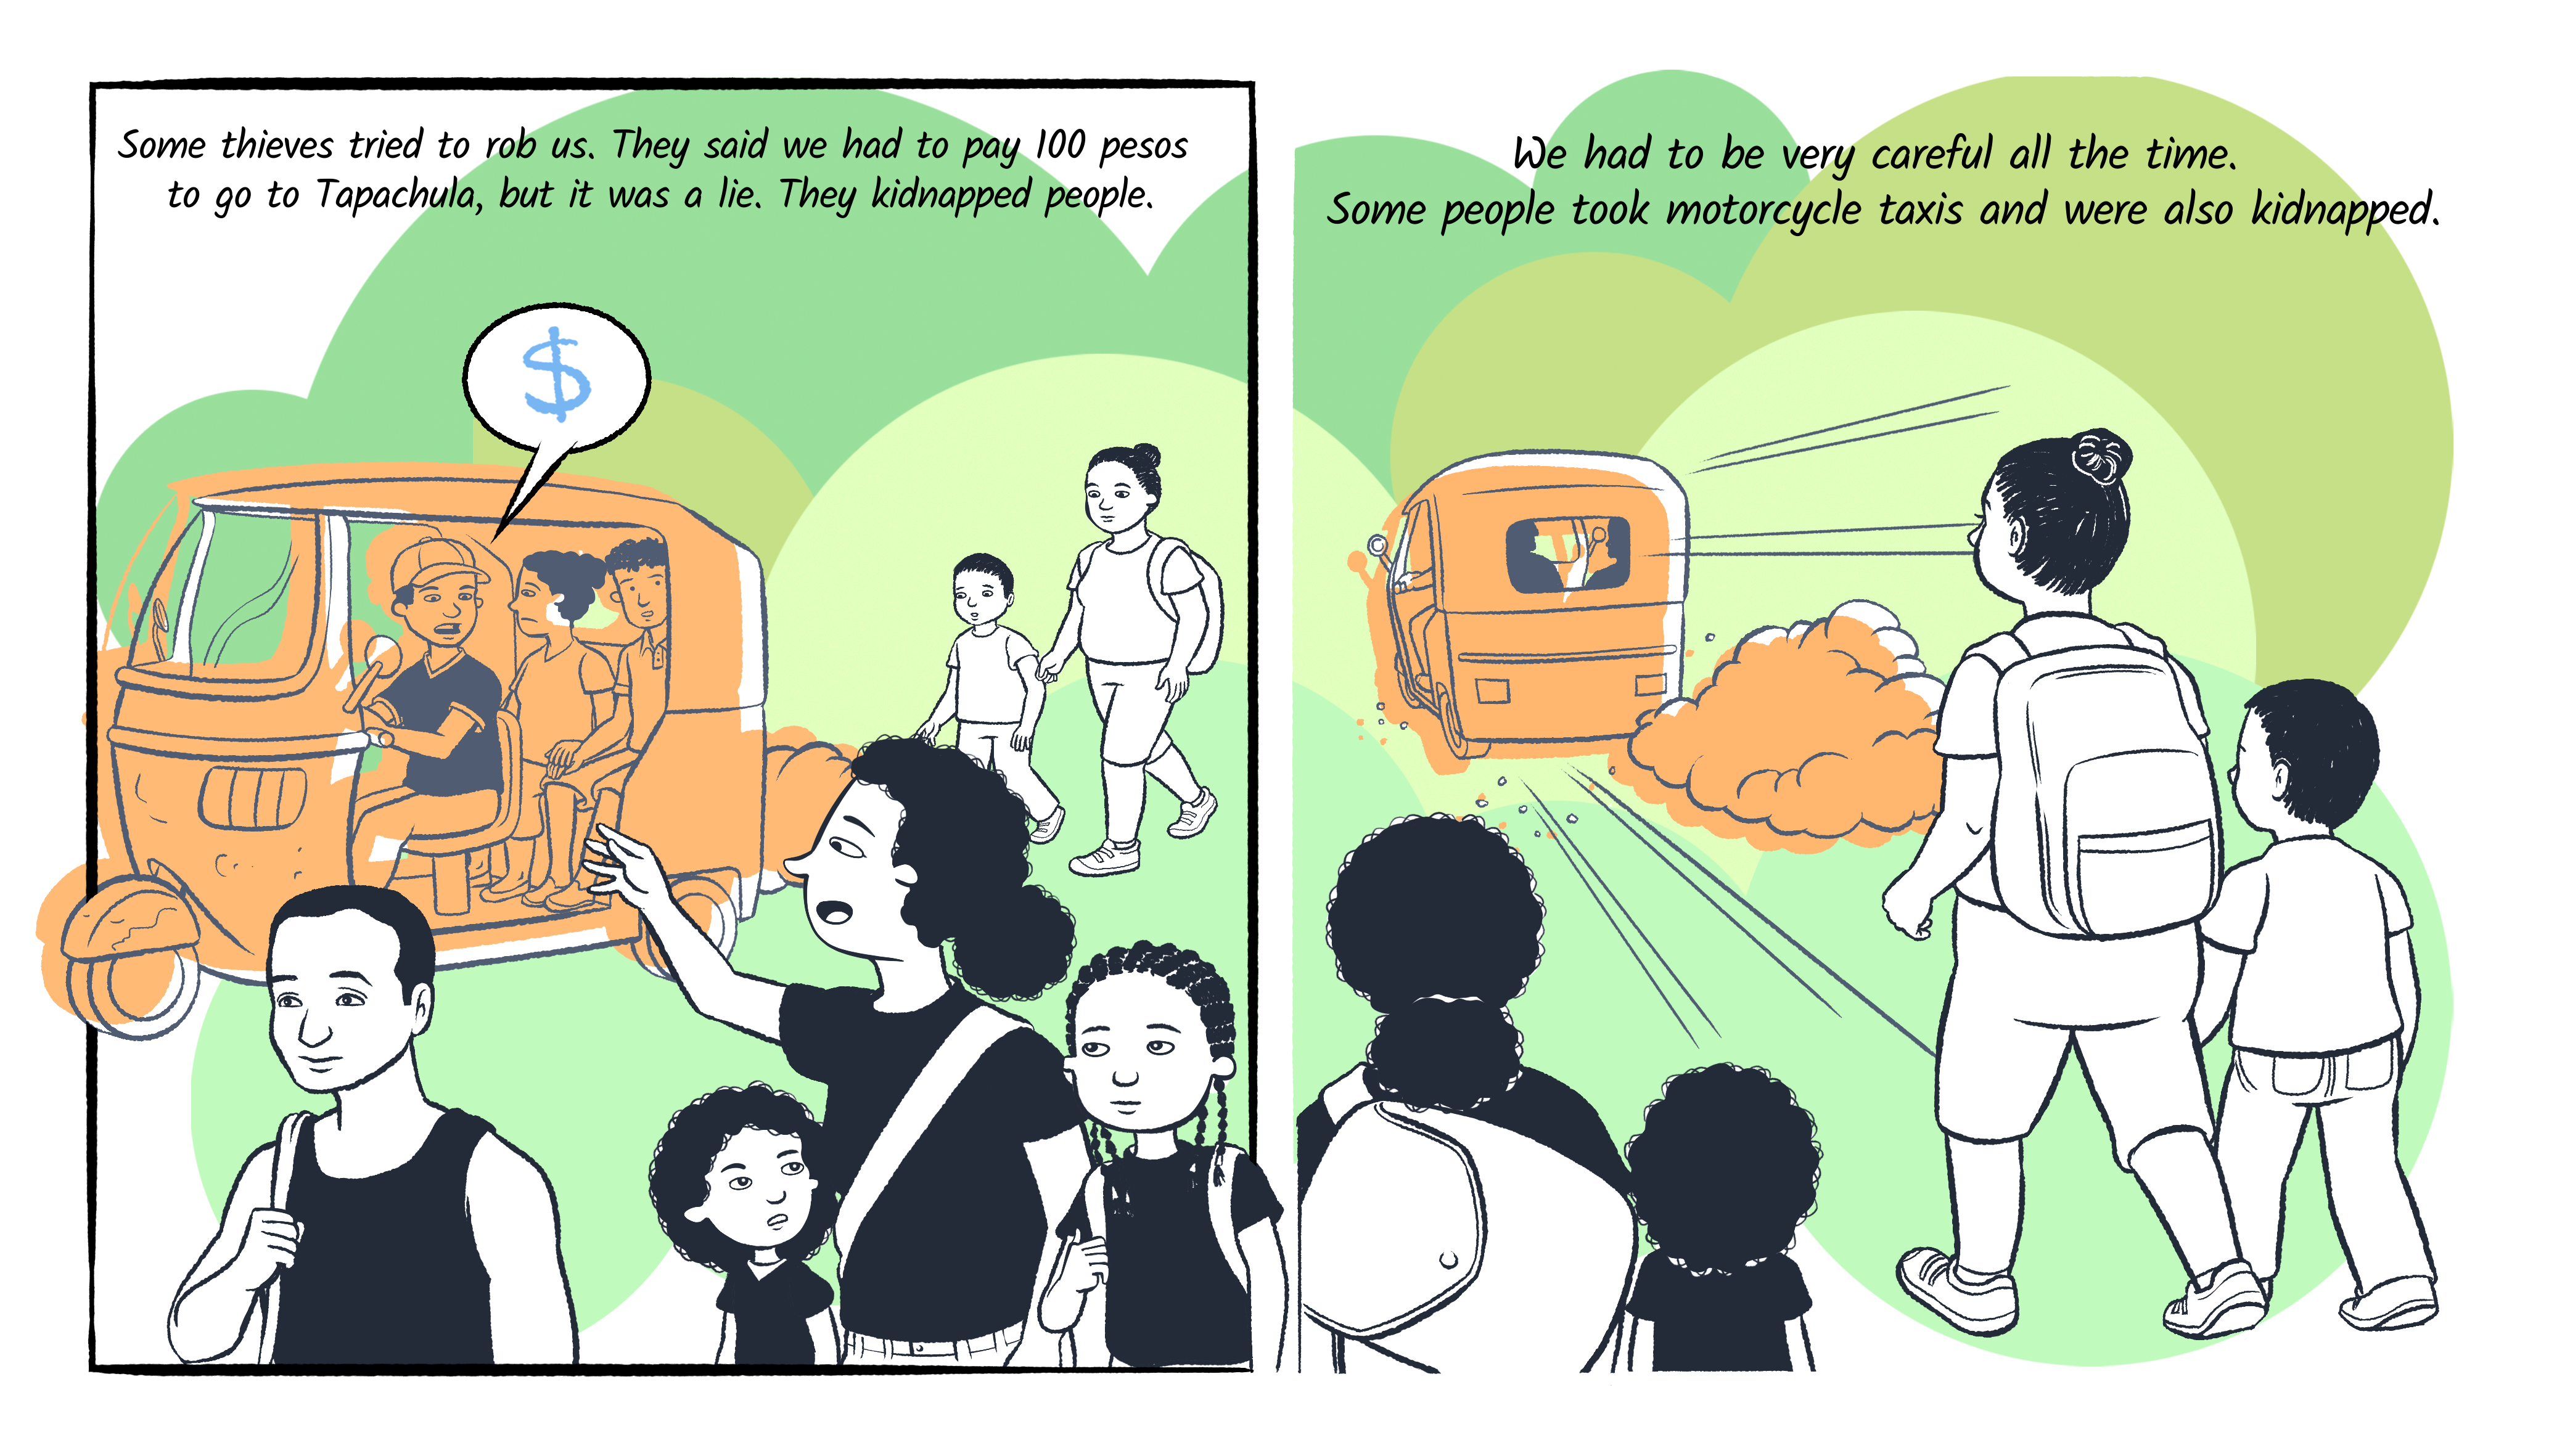 Some thieves tried to rob us. They said we had to pay 100 pesos
to go to Tapachula, but it was a lie. They kidnapped people.
$
We had to be very careful all the time.
Some people took motorcycle taxis and were also kidnapped.